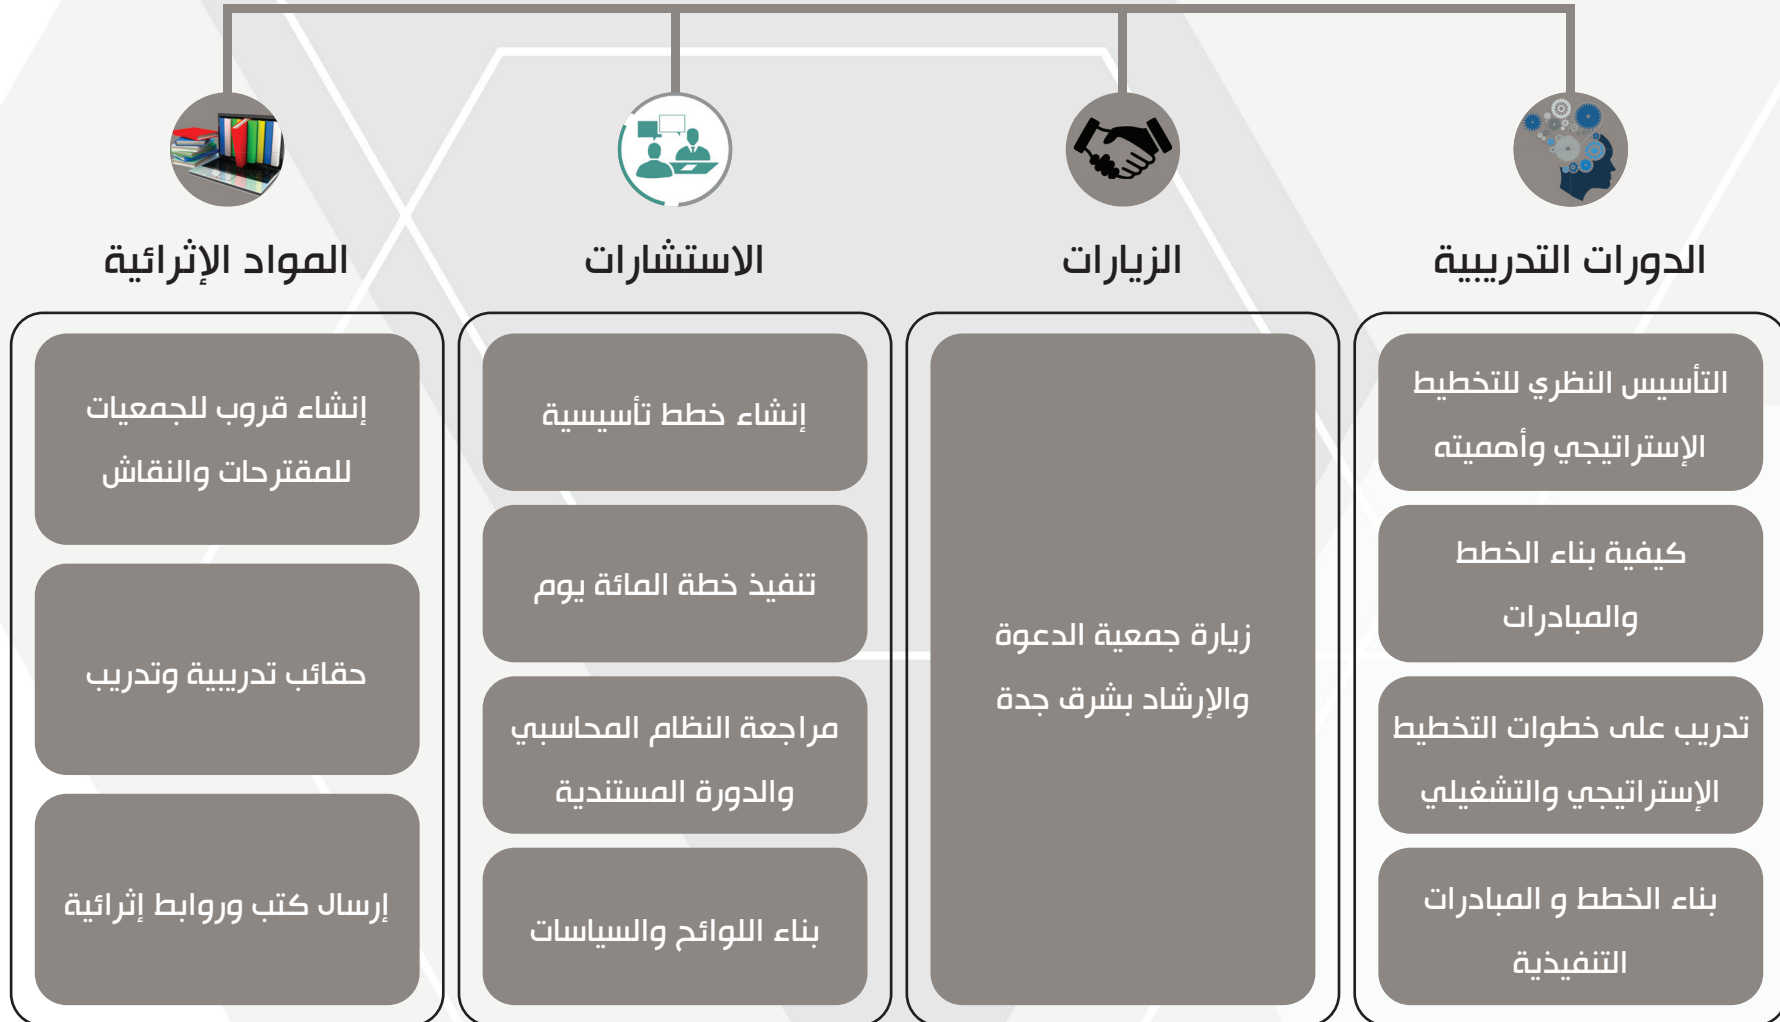 الدورات التدريبية
التأسيس النظري للتخطيط
الإستراتيجي وأهميته
كيفية بناء الخطط
والمبادرات
تدريب على خطوات التخطيط
الإستراتيجي والتشغيلي
بناء الخطط و المبادرات
التنفيذية
الزيارات
زيارة جمعية الدعوة
والإرشاد بشرق جدة
الاستشارات
إنشاء خطط تأسيسية
تنفيذ خطة المائة يوم
مراجعة النظام المحاسبي
والدورة المستندية
بناء اللوائح والسياسات
المواد الإثرائية
إنشاء قروب للجمعيات
للمقترحات والنقاش
حقائب تدريبية وتدريب
إرسال كتب وروابط إثرائية